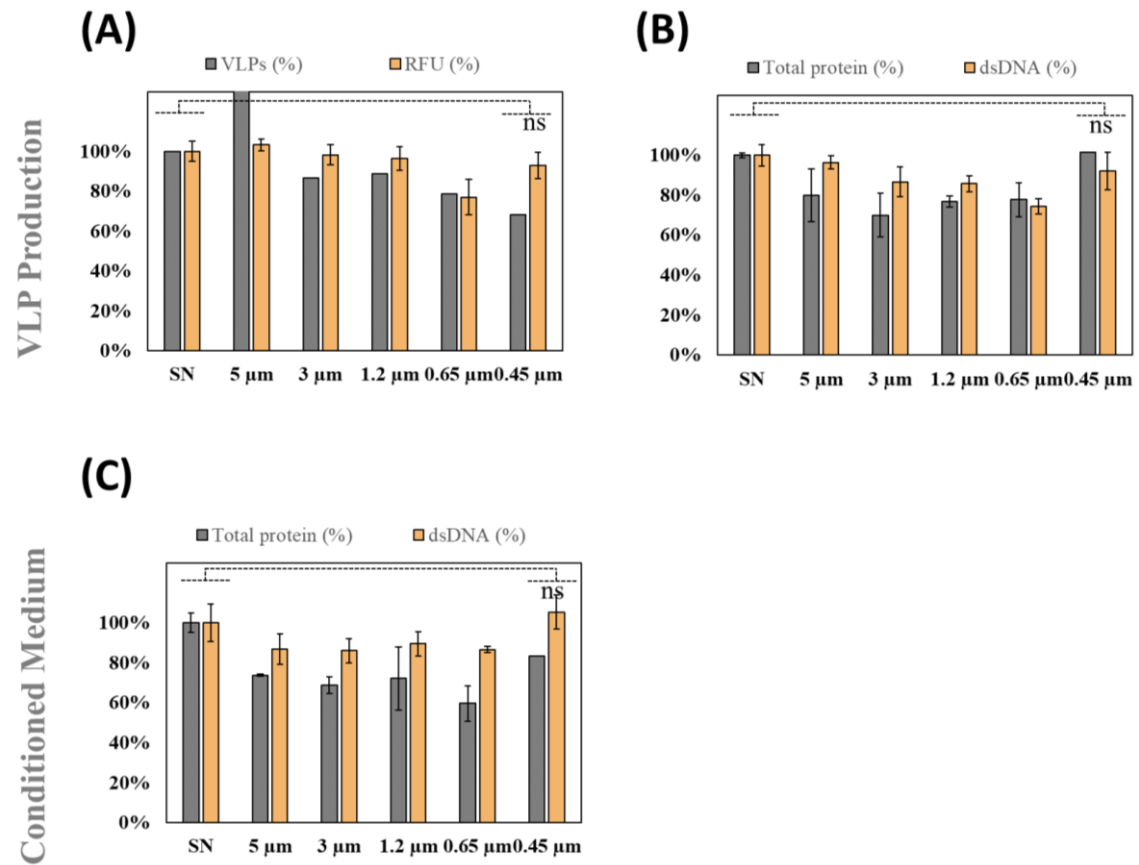 (A)
VLPs (%) RFU (%)
VLP Production
100%
80%
60%
40%
20%
0%
ns
SN 5 µm 3 µm 1.2 µm 0.65 µm 0.45 µm
(B)
Total protein (%) dsDNA (%)
100%
80%
60%
40%
20%
0%
ns
SN 5 µm 3 µm 1.2 µm 0.65 µm 0.45 µm
(C)
Total protein (%) dsDNA (%)
Conditioned Medium
100%
80%
60%
40%
20%
0%
ns
SN 5 µm 3 µm 1.2 µm 0.65 µm 0.45 µm